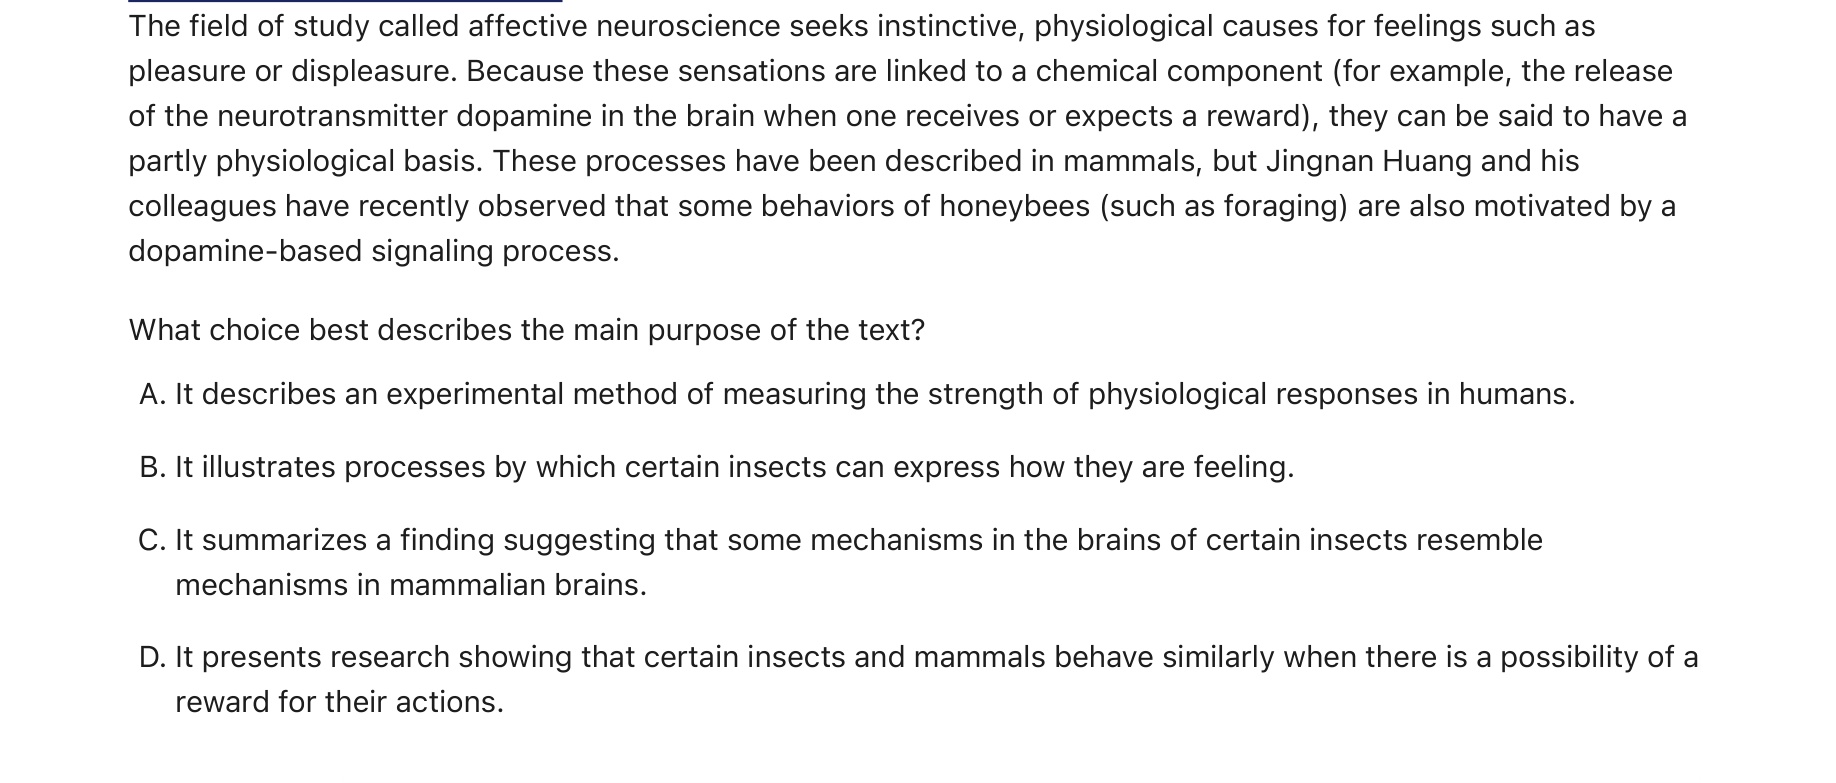 The field of study called affective neuroscience seeks instinctive, physiological causes for feelings such as
pleasure or displeasure. Because these sensations are linked to a chemical component (for example, the release
of the neurotransmitter dopamine in the brain when one receives or expects a reward), they can be said to have a
partly physiological basis. These processes have been described in mammals, but Jingnan Huang and his
colleagues have recently observed that some behaviors of honeybees (such as foraging) are also motivated by a
dopamine-based signaling process.
What choice best describes the main purpose of the text?
A. It describes an experimental method of measuring the strength of physiological responses in humans.
B. It illustrates processes by which certain insects can express how they are feeling.
C. It summarizes a finding suggesting that some mechanisms in the brains of certain insects resemble
mechanisms in mammalian brains.
D. It presents research showing that certain insects and mammals behave similarly when there is a possibility of a
reward for their actions.